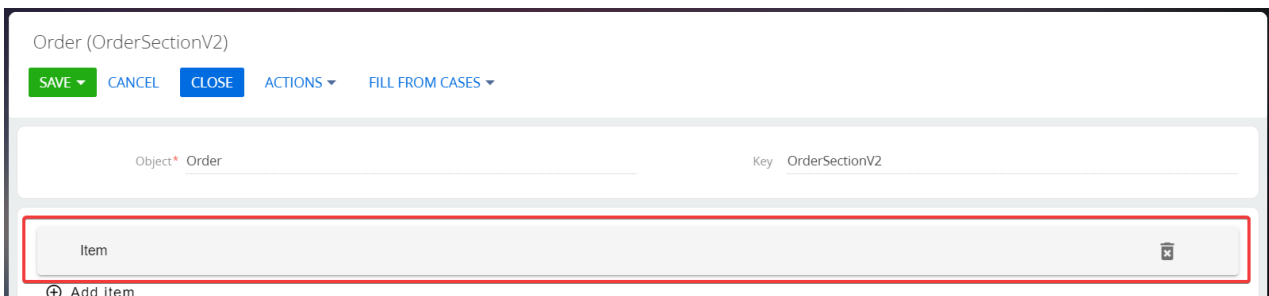 Order (OrderSectionV2)
SAVE CANCEL CLOSE ACTIONS FILL FROM CASES
Object* Order Key OrderSectionV2
Item
Add item